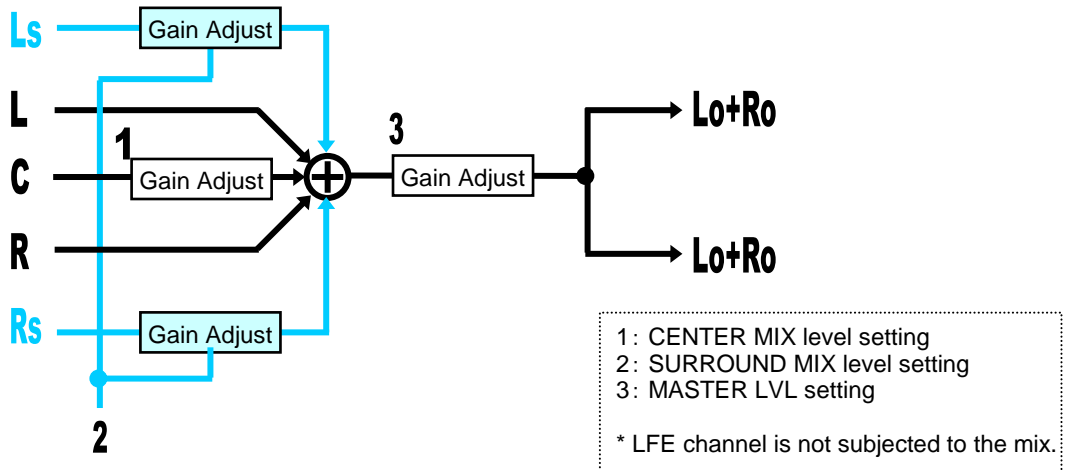 Ls
Gain Adjust
L
1
3
Lo+Ro
C
Gain Adjust
Gain Adjust
R
Lo+Ro
Rs
Gain Adjust
2
1: CENTER MIX level setting
2: SURROUND MIX level setting
3: MASTER LVL setting
* LFE channel is not subjected to the mix.